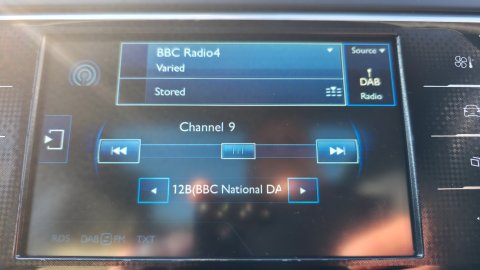 BBC Radio4
Varied
Stored
Source
DAB
Radio
Channel 9
12B(BBC National DA
RDS DAB FM TXT